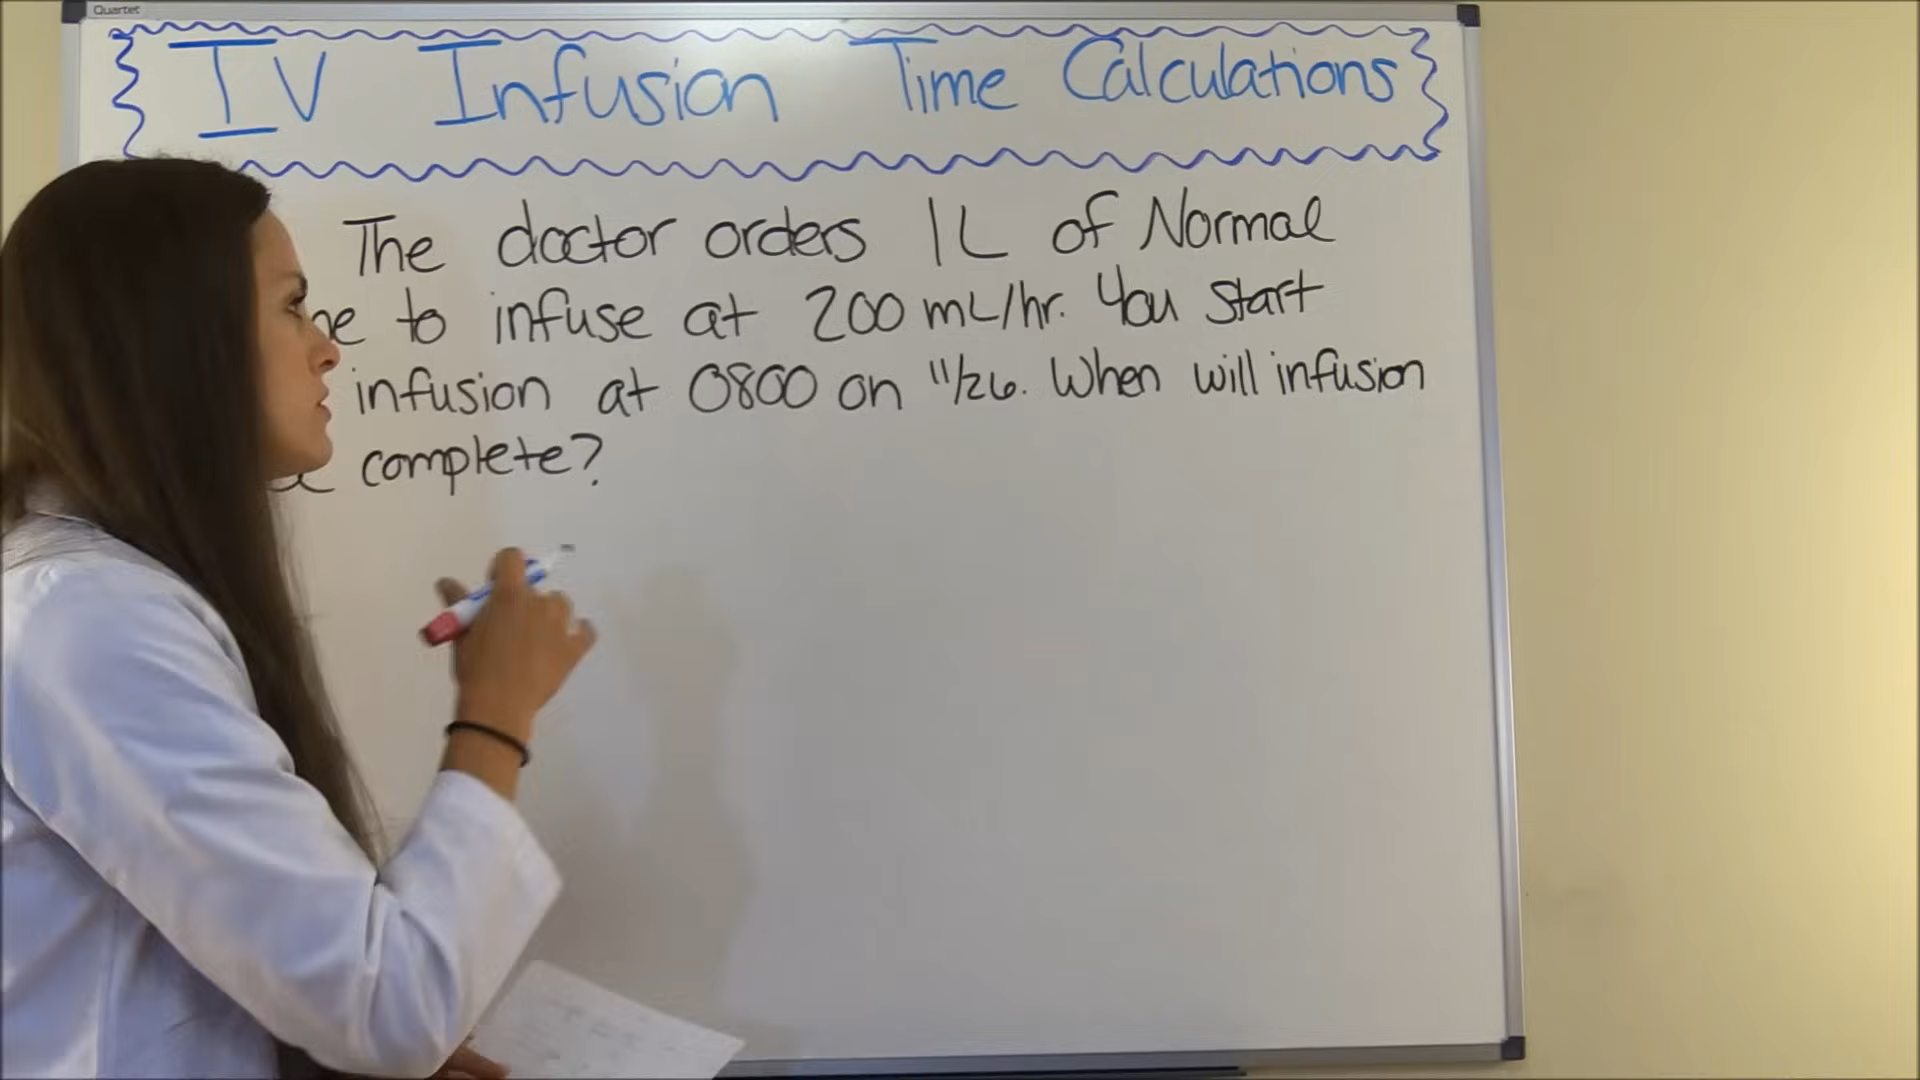 Quartet
IV Infusion Time Calculations
The doctor orders 1L of Normal
to infuse at 200 mL/hr. You start
infusion at 0800 on 11/26. When will infusion
complete?